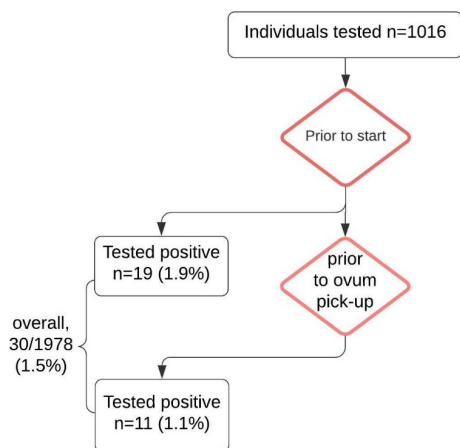 Individuals tested n=1016
Prior to start
Tested positive
n=19 (1.9%)
prior
to ovum
pick-up
overall,
30/1978
(1.5%)
Tested positive
n=11 (1.1%)